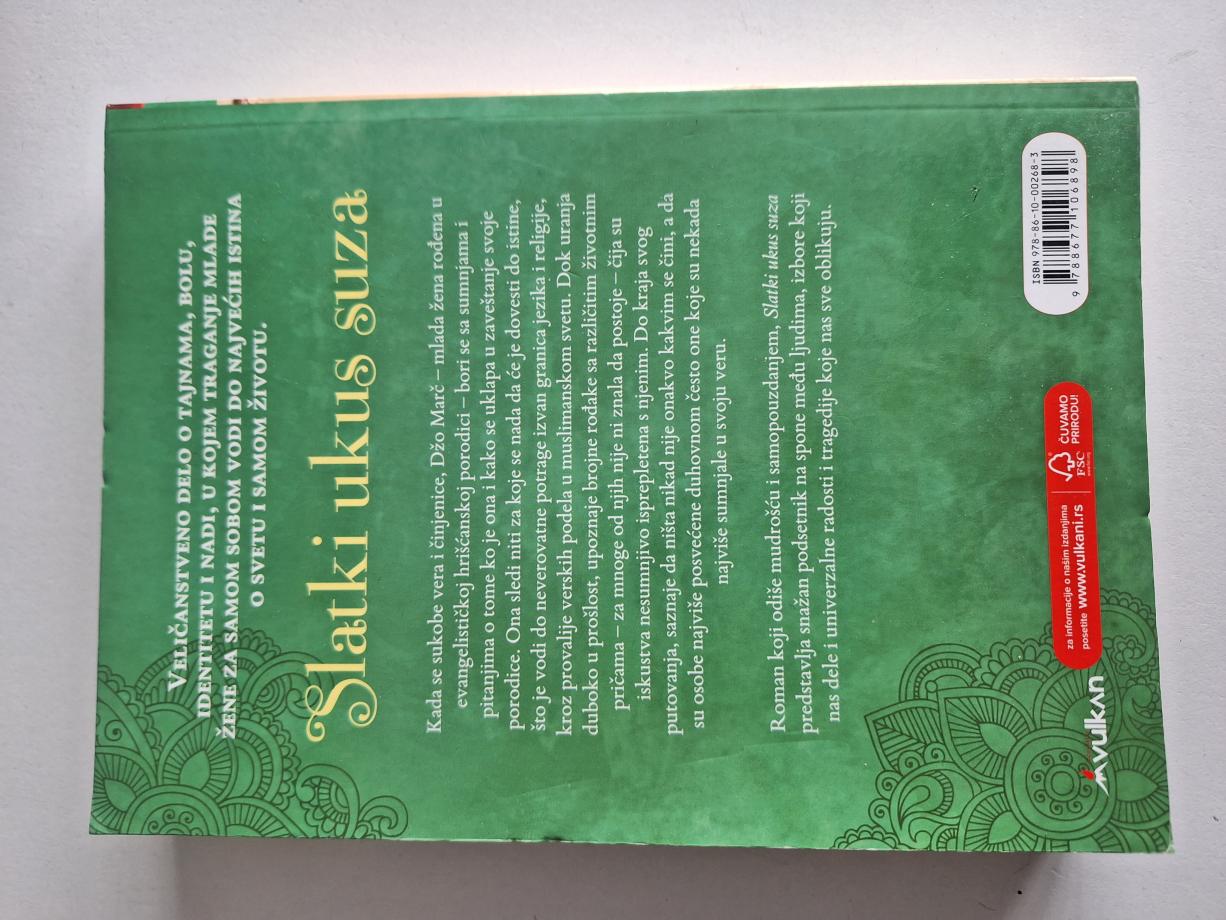 Veličanstveno delo o tajnama, bolu,
identitetu i nadi, u kojem traganje mlade
žene za samom sobom vodi do najvećih istina
o svetu i samom životu.
Slatki ukus suza
Kada se sukobe vera i činjenice, Džo Marč – mlada žena rođena u
evangelističkoj hrišćanskoj porodici – bori se sa sumnjama i
pitanjima o tome ko je ona i kako se uklapa u zaveštanje svoje
porodice. Ona sledi niti za koje se nada da će je dovesti do istine,
što je vodi do neverovatne potrage izvan granica jezika i religije,
kroz provalije verskih podela u muslimanskom svetu. Dok uranja
duboko u prošlost, upoznaje brojne rođake sa različitim životnim
pričama – za mnoge od njih nije ni znala da postoje – čija su
iskustva nesumnjivo isprepletena s njenim. Do kraja svog
putovanja, saznaje da ništa nikad nije onakvo kakvim se čini, a da
su osobe najviše posvećene duhovnom često one koje su nekada
najviše sumnjale u svoju veru.
Roman koji odiše mudrošću i samopouzdanjem, Slatki ukus suza
predstavlja snažan podsetnik na spone među ljudima, izbore koji
nas dele i univerzalne radosti i tragedije koje nas sve oblikuju.
vulkan
za informacije o našim izdanjima
posetite www.vulkani.rs
FSC
ČUVAMO
PRIRODU!
ISBN 978-86-10-00268-3
9 788677 106898